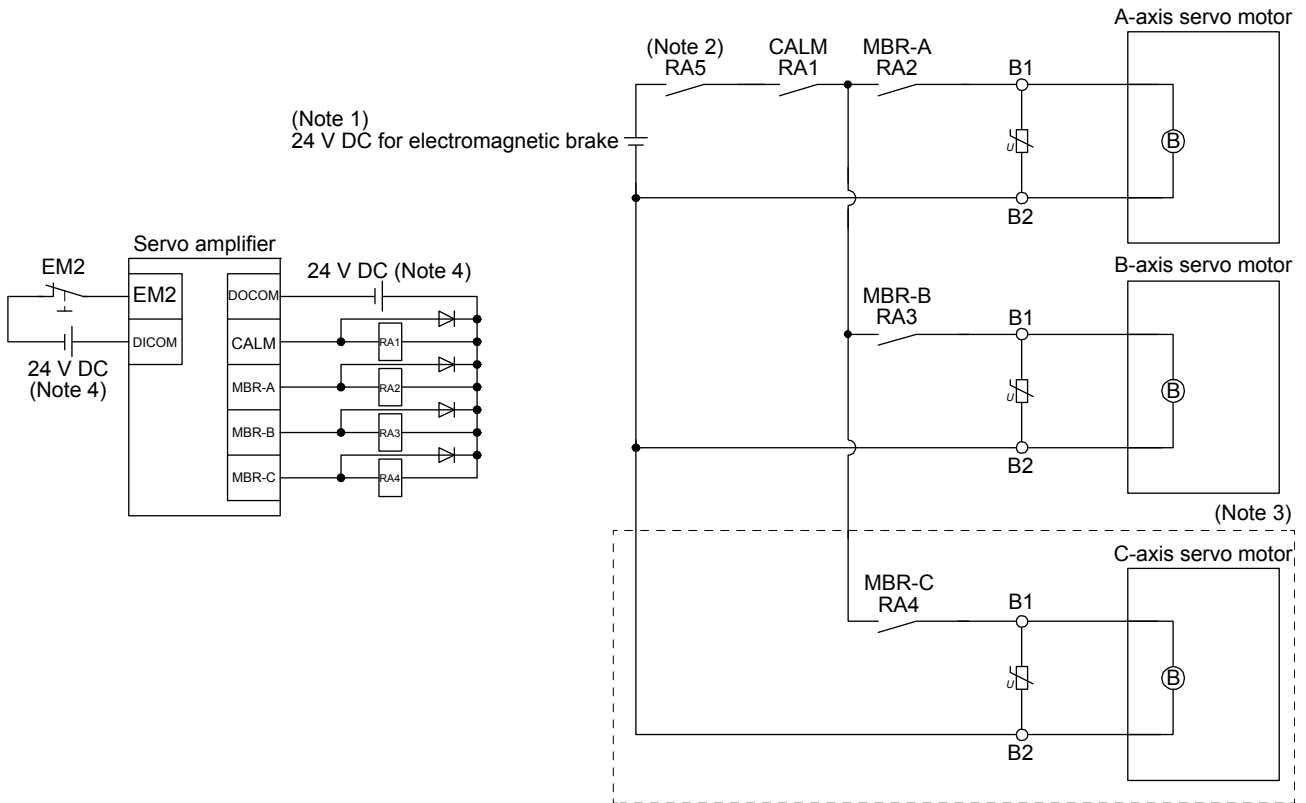 A-axis servo motor
(Note 2)
RA5
CALM
RA1
MBR-A
RA2
B1
(Note 1)
24 V DC for electromagnetic brake
U
B
B2
Servo amplifier
EM2
EM2
DICOM
24 V DC
(Note 4)
DOCOM
CALM
MBR-A
MBR-B
MBR-C
24 V DC (Note 4)
RA1
RA2
RA3
RA4
B-axis servo motor
MBR-B
RA3
B1
U
B
B2
(Note 3)
C-axis servo motor
MBR-C
RA4
B1
U
B
B2